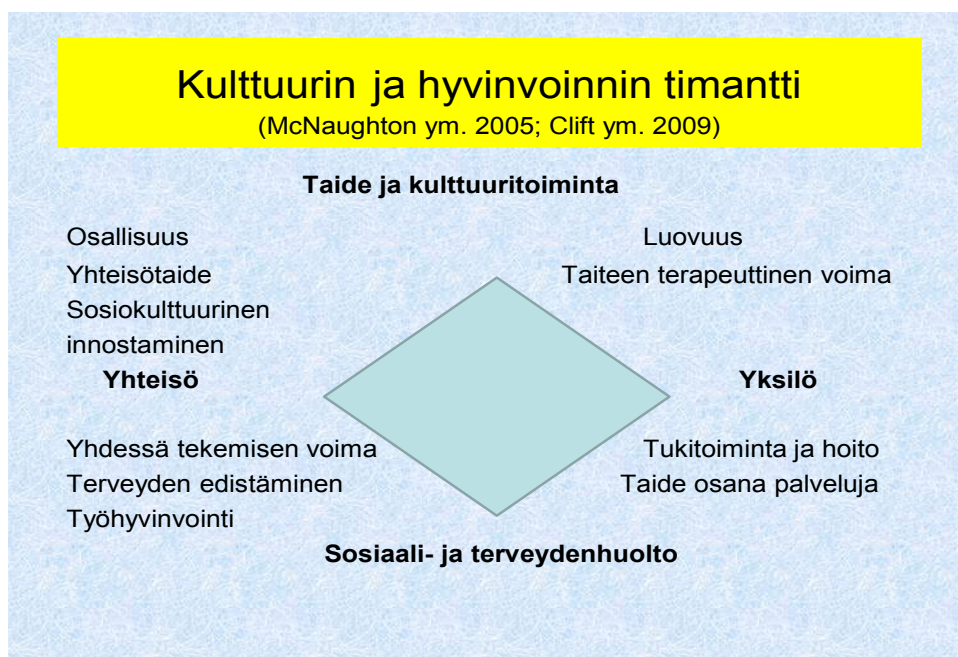 Kulttuurin ja hyvinvoinnin timantti
(McNaughton ym. 2005; Clift ym. 2009)
Taide ja kulttuuritoiminta
Osallisuus
Yhteisötaide
Sosiokulttuurinen
innostaminen
Yhteisö
Luovuus
Taiteen terapeuttinen voima
Yksilö
Yhdessä tekemisen voima
Terveyden edistäminen
Työhyvinvointi
Tukitoiminta ja hoito
Taide osana palveluja
Sosiaali- ja terveydenhuolto